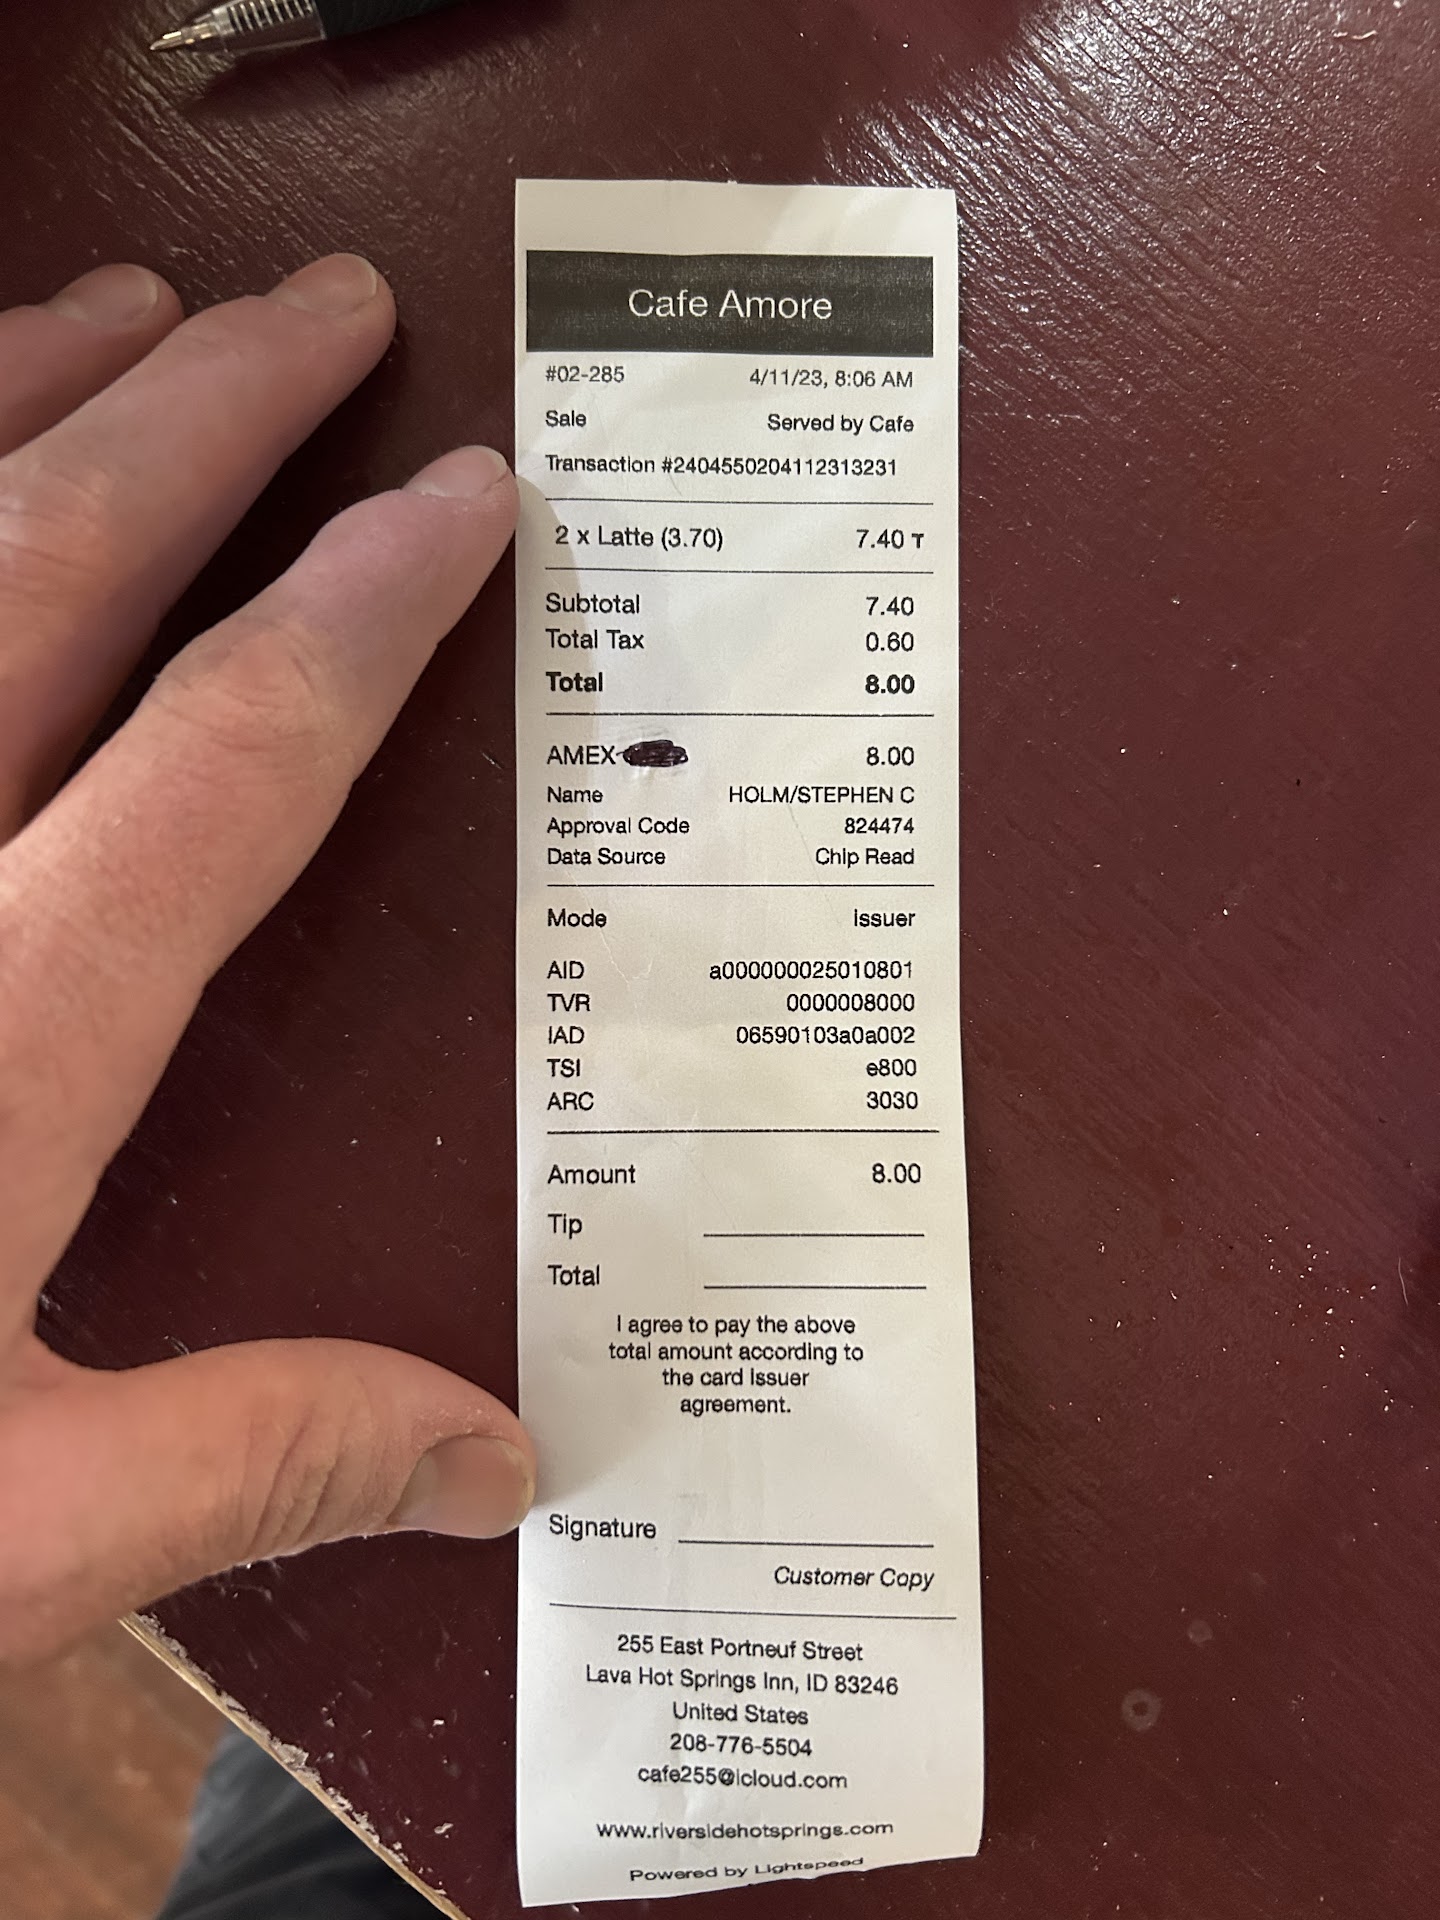 Cafe Amore
#02-285 4/11/23, 8:06 AM
Sale Served by Cafe
Transaction #2404550204112313231
2 x Latte (3.70) 7.40 T
Subtotal 7.40
Total Tax 0.60
Total 8.00
AMEX 8.00
Name HOLM/STEPHEN C
Approval Code 824474
Data Source Chip Read
Mode Issuer
AID a000000025010801
TVR 0000008000
IAD 06590103a0a002
TSI e800
ARC 3030
Amount 8.00
Tip
Total
I agree to pay the above
total amount according to
the card issuer
agreement.
Signature
Customer Copy
255 East Portneuf Street
Lava Hot Springs Inn, ID 83246
United States
208-776-5504
cafe255@icloud.com
www.riversidehotsprings.com
Powered by Lightspeed